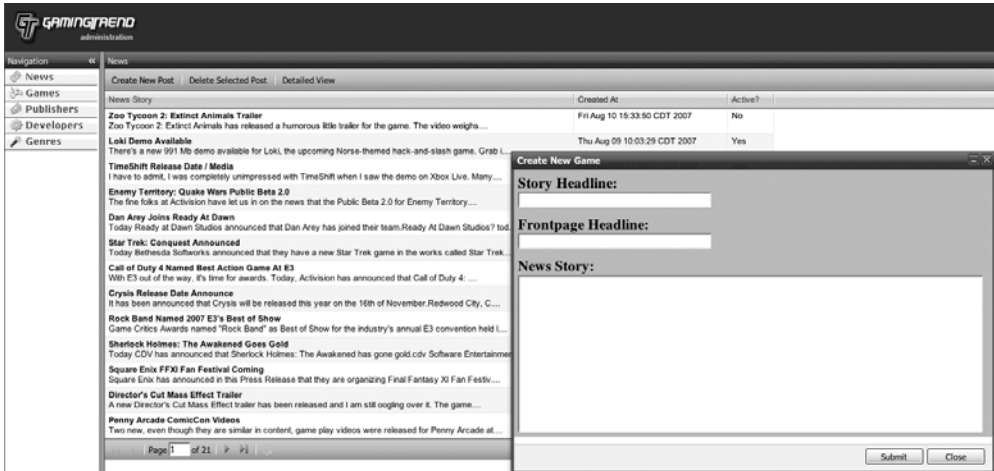 GT GAMINGTREND
administration
Navigation «
News
Games
Publishers
Developers
Genres
News
Create New Post Delete Selected Post Detailed View
News Story Created At Active?
Zoo Tycoon 2: Extinct Animals Trailer Fri Aug 10 15:33:50 CDT 2007 No
Zoo Tycoon 2: Extinct Animals has released a humorous little trailer for the game. The video weighs....
Loki Demo Available Thu Aug 09 10:03:29 CDT 2007 Yes
There's a new 991 Mb demo available for Loki, the upcoming Norse-themed hack-and-slash game. Grab i....
TimeShift Release Date / Media
I have to admit, I was completely unimpressed with TimeShift when I saw the demo on Xbox Live. Many....
Enemy Territory: Quake Wars Public Beta 2.0
The fine folks at Activision have let us in on the news that the Public Beta 2.0 for Enemy Territory....
Dan Arey Joins Ready At Dawn
Today Ready at Dawn Studios announced that Dan Arey has joined their team.Ready At Dawn Studios? tod..
Star Trek: Conquest Announced
Today Bethesda Softworks announced that they have a new Star Trek game in the works called Star Trek...
Call of Duty 4 Named Best Action Game At E3
With E3 out of the way, it's time for awards. Today, Activision has announced that Call of Duty 4: ....
Crysis Release Date Announce
It has been announced that Crysis will be released this year on the 16th of November.Redwood City, C....
Rock Band Named 2007 E3's Best of Show
Game Critics Awards named "Rock Band" as Best of Show for the industry's annual E3 convention held I....
Sherlock Holmes: The Awakened Goes Gold
Today CDV has announced that Sherlock Holmes: The Awakened has gone gold.cdv Software Entertainmen
Square Enix FFXI Fan Festival Coming
Square Enix has announced in this Press Release that they are organizing Final Fantasy XI Fan Festiv....
Director's Cut Mass Effect Trailer
A new Director's Cut Mass Effect trailer has been released and I am still oogling over it. The game....
Penny Arcade ComicCon Videos
Two new, even though they are similar in content, game play videos were released for Penny Arcade at....
Page 1 of 21
Create New Game
Story Headline:
Frontpage Headline:
News Story:
Submit Close